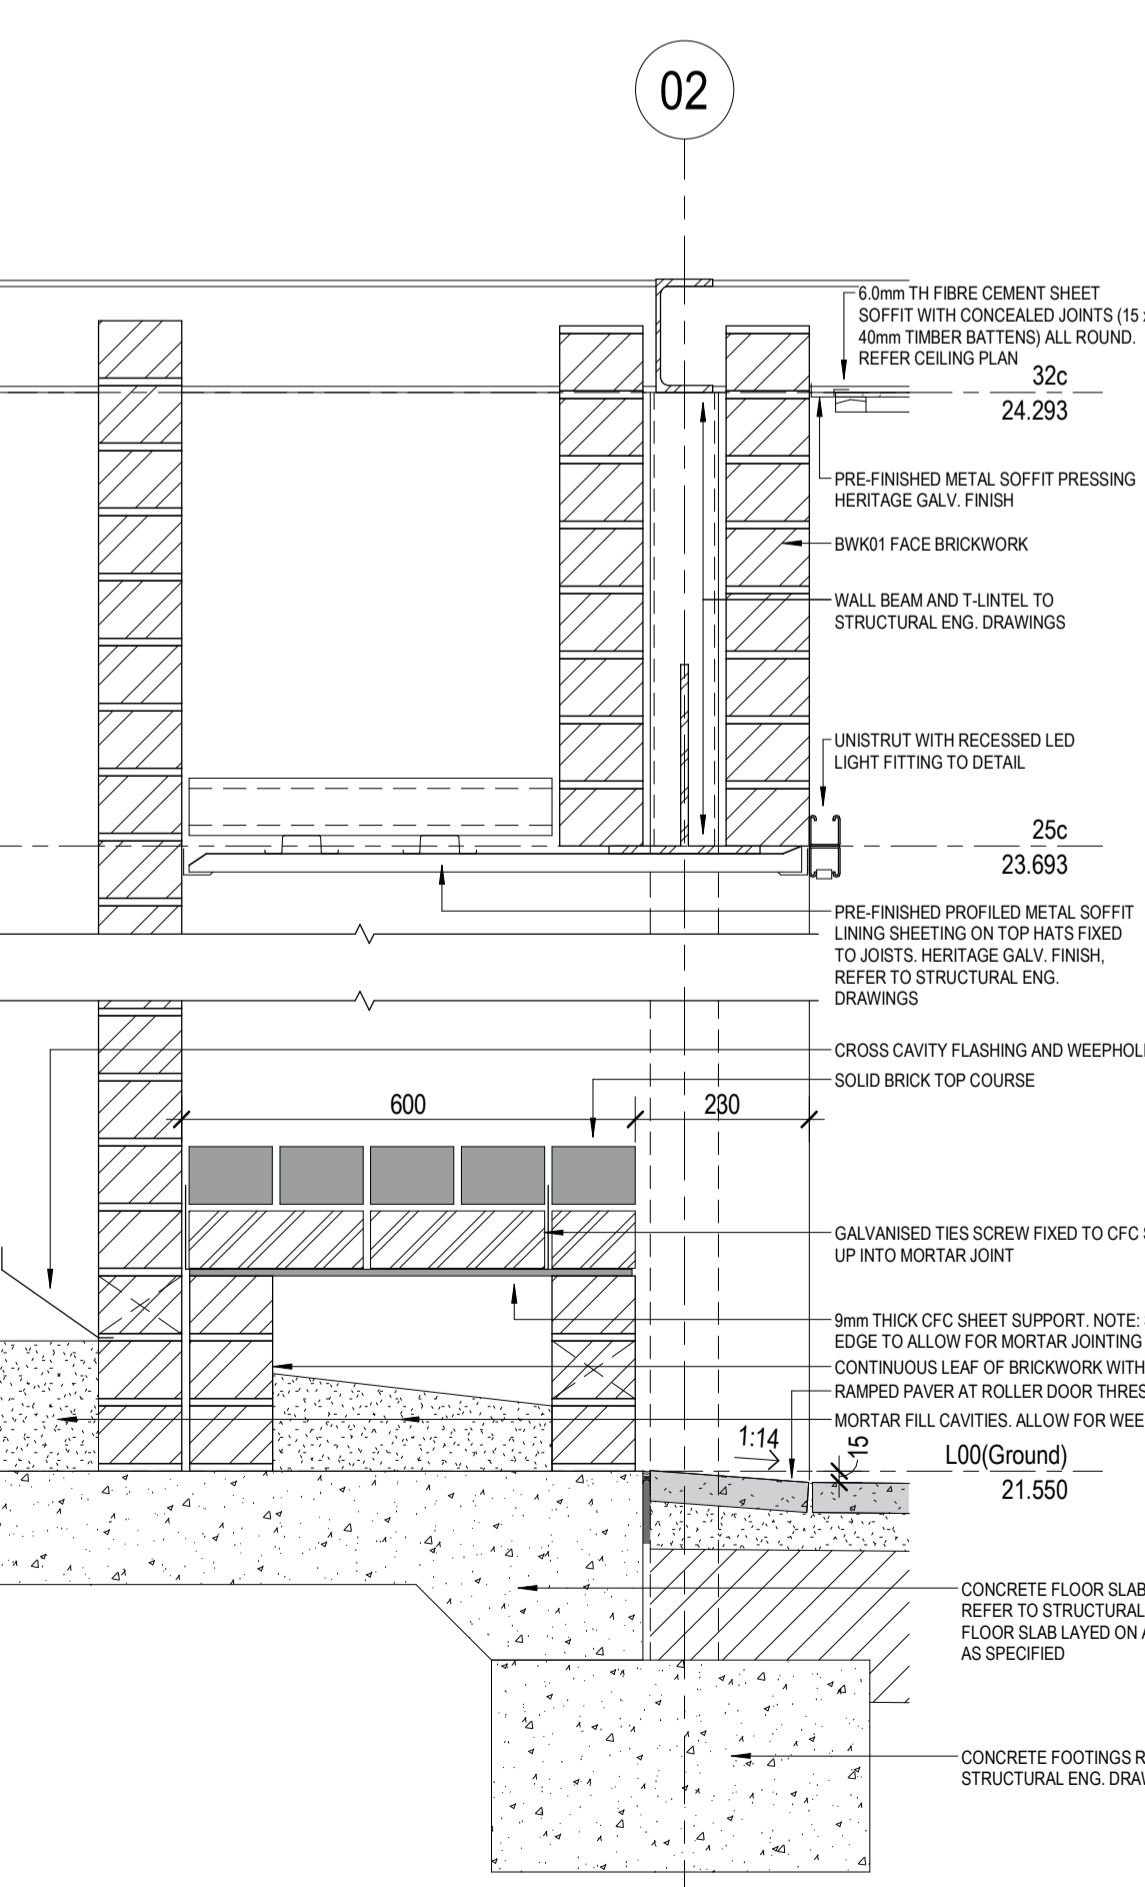 02
6.0mm TH FIBRE CEMENT SHEET
SOFFIT WITH CONCEALED JOINTS (15 x
40mm TIMBER BATTENS) ALL ROUND.
REFER CEILING PLAN
32c
24.293
PRE-FINISHED METAL SOFFIT PRESSING
HERITAGE GALV. FINISH
BWK01 FACE BRICKWORK
WALL BEAM AND T-LINTEL TO
STRUCTURAL ENG. DRAWINGS
UNISTRUT WITH RECESSED LED
LIGHT FITTING TO DETAIL
25c
23.693
PRE-FINISHED PROFILED METAL SOFFIT
LINING SHEETING ON TOP HATS FIXED
TO JOISTS. HERITAGE GALV. FINISH,
REFER TO STRUCTURAL ENG.
DRAWINGS
CROSS CAVITY FLASHING AND
SOLID BRICK TOP COURSE
600
230
GALVANISED TIES SCREW FIXED TO CFC
UP INTO MORTAR JOINT
9mm THICK CFC SHEET SUPPORT. NOTE:
EDGE TO ALLOW FOR MORTAR JOINTING
CONTINUOUS LEAF OF BRICKWORK WITH
RAMPED PAVER AT ROLLER DOOR
MORTAR FILL CAVITIES. ALLOW FOR
1:14
15
L00(Ground)
21.550
CONCRETE FLOOR SLAB
REFER TO STRUCTURAL
FLOOR SLAB LAYED ON
AS SPECIFIED
CONCRETE FOOTINGS
STRUCTURAL ENG.